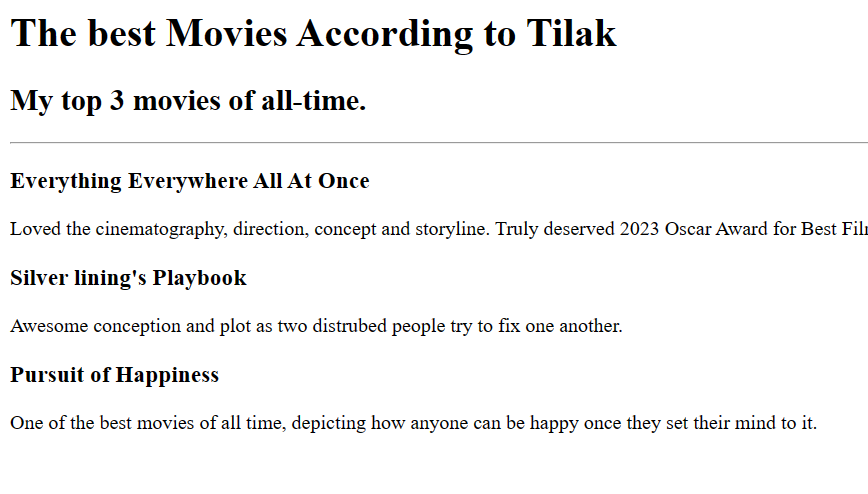 The best Movies According to Tilak
My top 3 movies of all-time.
Everything Everywhere All At Once
Loved the cinematography, direction, concept and storyline. Truly deserved 2023 Oscar Award for Best
Silver lining's Playbook
Awesome conception and plot as two distrubed people try to fix one another.
Pursuit of Happiness
One of the best movies of all time, depicting how anyone can be happy once they set their mind to it.